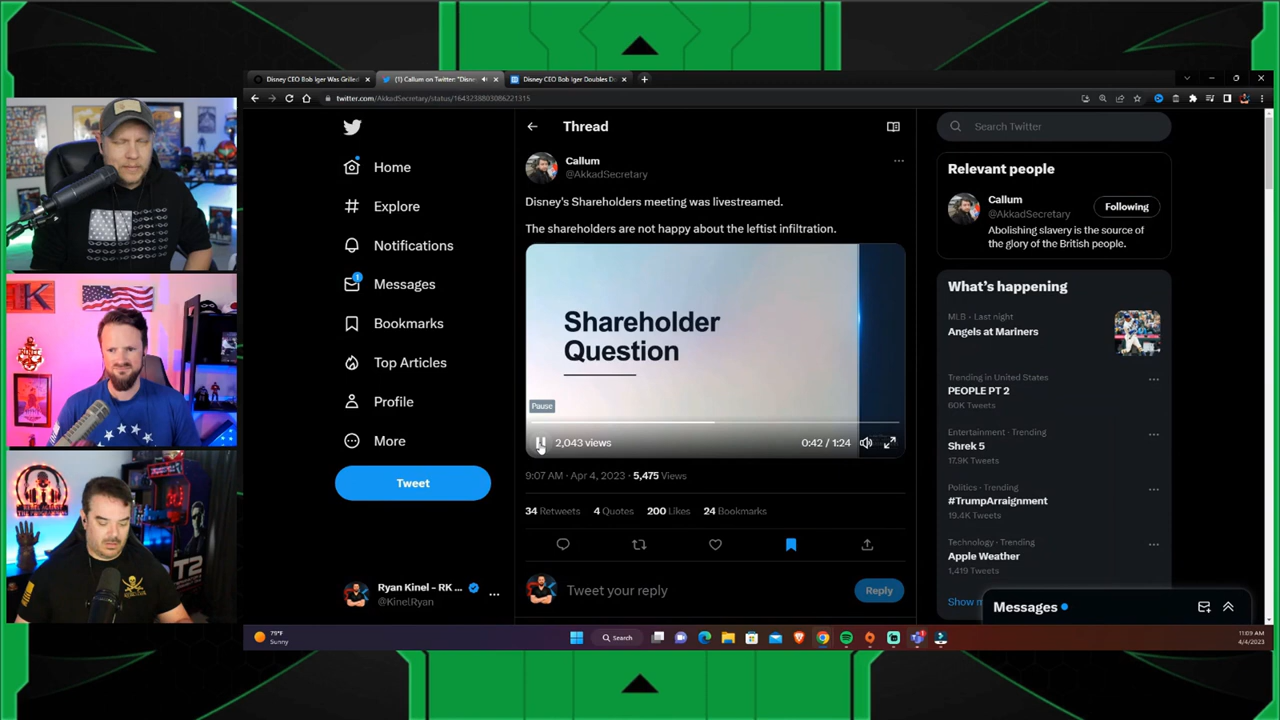 Disney CEO Bob Iger Was Grilled
(1) Callum on Twitter: "Disne
Disney CEO Bob Iger Doubles Do
twitter.com/AkkadSecretary/status/1643238803086221315
Home
Explore
Notifications
1
Messages
Bookmarks
Top Articles
Profile
More
Tweet
Ryan Kinel - RK ...
@KinelRyan
Thread
Callum
@AkkadSecretary
Disney's Shareholders meeting was livestreamed.
The shareholders are not happy about the leftist infiltration.
Shareholder
Question
Pause
2,043 views
0:42 / 1:24
9:07 AM · Apr 4, 2023 · 5,475 Views
34 Retweets 4 Quotes 200 Likes 24 Bookmarks
Tweet your reply
Reply
Search Twitter
Relevant people
Callum
@AkkadSecretary
Following
Abolishing slavery is the source of
the glory of the British people.
What's happening
MLB · Last night
Angels at Mariners
Trending in United States
PEOPLE PT 2
60K Tweets
Entertainment · Trending
Shrek 5
17.9K Tweets
Politics · Trending
#TrumpArraignment
19.4K Tweets
Technology · Trending
Apple Weather
1,419 Tweets
Show m
Messages
79°F
Sunny
Search
11:09 AM
4/4/2023
T2